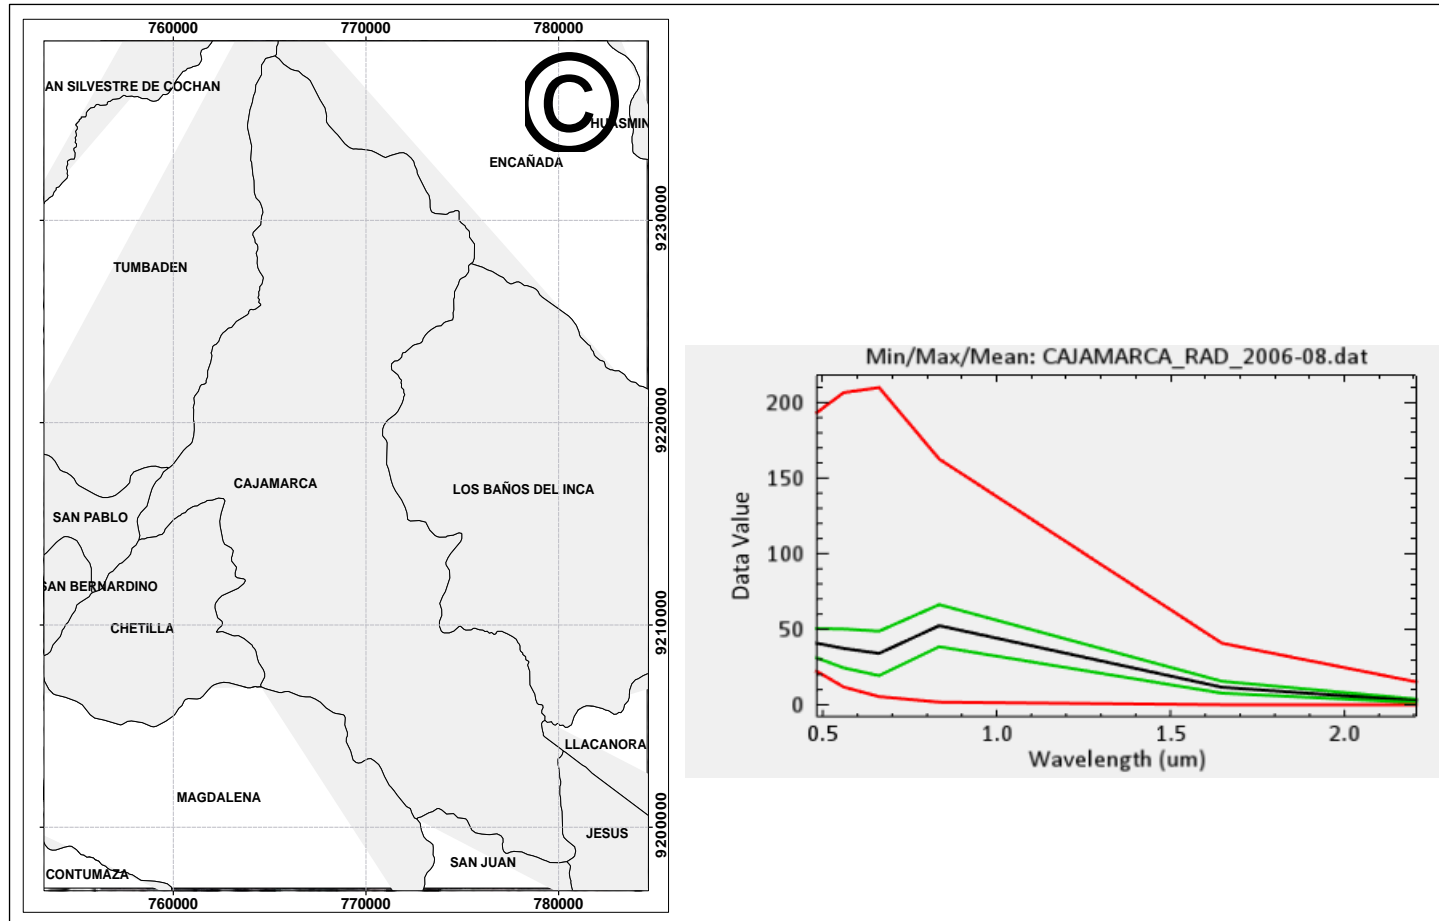 760000 770000 780000
©
AN SILVESTRE DE COCHAN
HUASMIN
ENCAÑADA
9230000
TUMBADEN
9220000
CAJAMARCA
LOS BAÑOS DEL INCA
SAN PABLO
SAN BERNARDINO
CHETILLA
9210000
LLACANORA
MAGDALENA
JESUS
9200000
SAN JUAN
CONTUMAZA
760000 770000 780000
Min/Max/Mean: CAJAMARCA_RAD_2006-08.dat
Data Value
200
150
100
50
0
0.5 1.0 1.5 2.0
Wavelength (um)